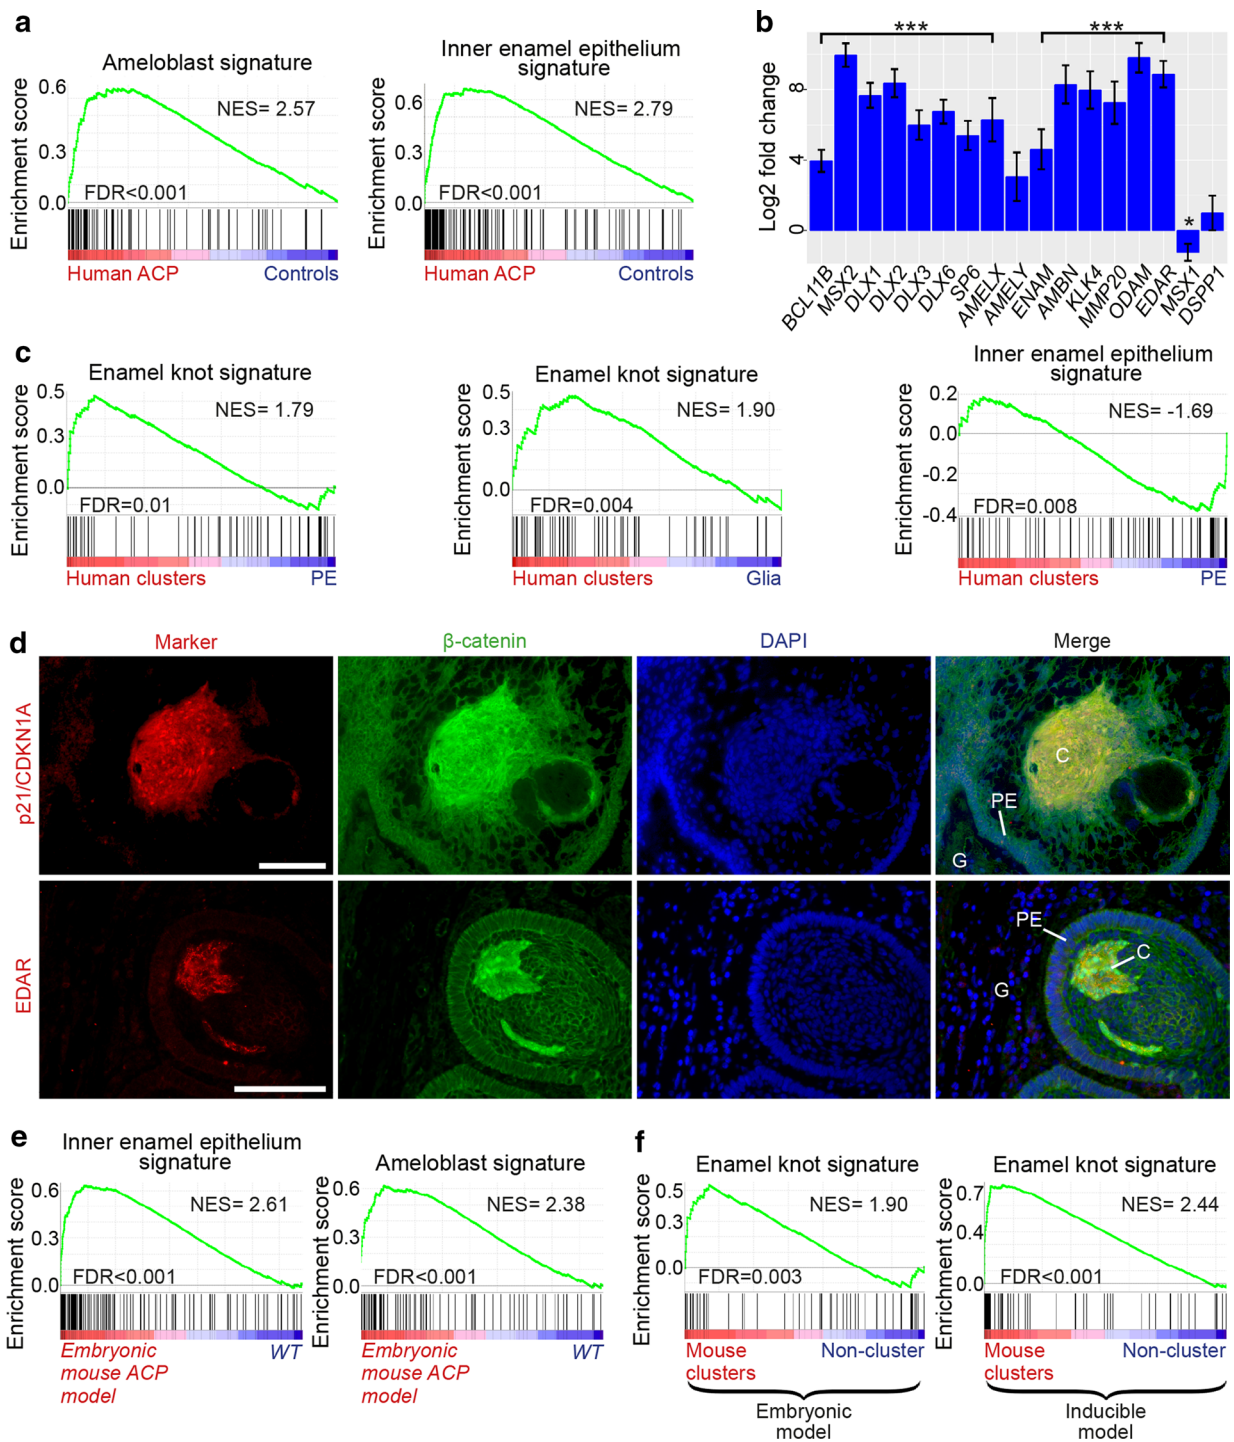 a
Ameloblast signature
Enrichment score
0.6
0.3
0.0
NES= 2.57
FDR<0.001
Human ACP
Controls
Inner enamel epithelium
signature
Enrichment score
0.6
0.3
0.0
NES= 2.79
FDR<0.001
Human ACP
Controls
b
Log2 fold change
8
4
0
***
***
*
BCL11B
MSX2
DLX1
DLX2
DLX3
DLX6
SP6
AMELX
AMELY
ENAM
AMBN
KLK4
MMP20
ODAM
EDAR
MSX1
DSPP1
c
Enamel knot signature
Enrichment score
0.5
0.3
0.0
NES= 1.79
FDR=0.01
Human clusters
PE
Enamel knot signature
Enrichment score
0.5
0.3
0.0
NES= 1.90
FDR=0.004
Human clusters
Glia
Inner enamel epithelium
signature
Enrichment score
0.2
0.0
-0.2
-0.4
NES= -1.69
FDR=0.008
Human clusters
PE
d
Marker
β-catenin
DAPI
Merge
p21/CDKN1A
C
PE
G
EDAR
PE
C
G
e
Inner enamel epithelium
signature
Enrichment score
0.6
0.3
0.0
NES= 2.61
FDR<0.001
Embryonic
mouse ACP
model
WT
Ameloblast signature
Enrichment score
0.6
0.3
0.0
NES= 2.38
FDR<0.001
Embryonic
mouse ACP
model
WT
f
Enamel knot signature
Enrichment score
0.5
0.3
0.0
NES= 1.90
FDR=0.003
Mouse
clusters
Non-cluster
Embryonic
model
Enamel knot signature
Enrichment score
0.7
0.4
0.0
NES= 2.44
FDR<0.001
Mouse
clusters
Non-cluster
Inducible
model